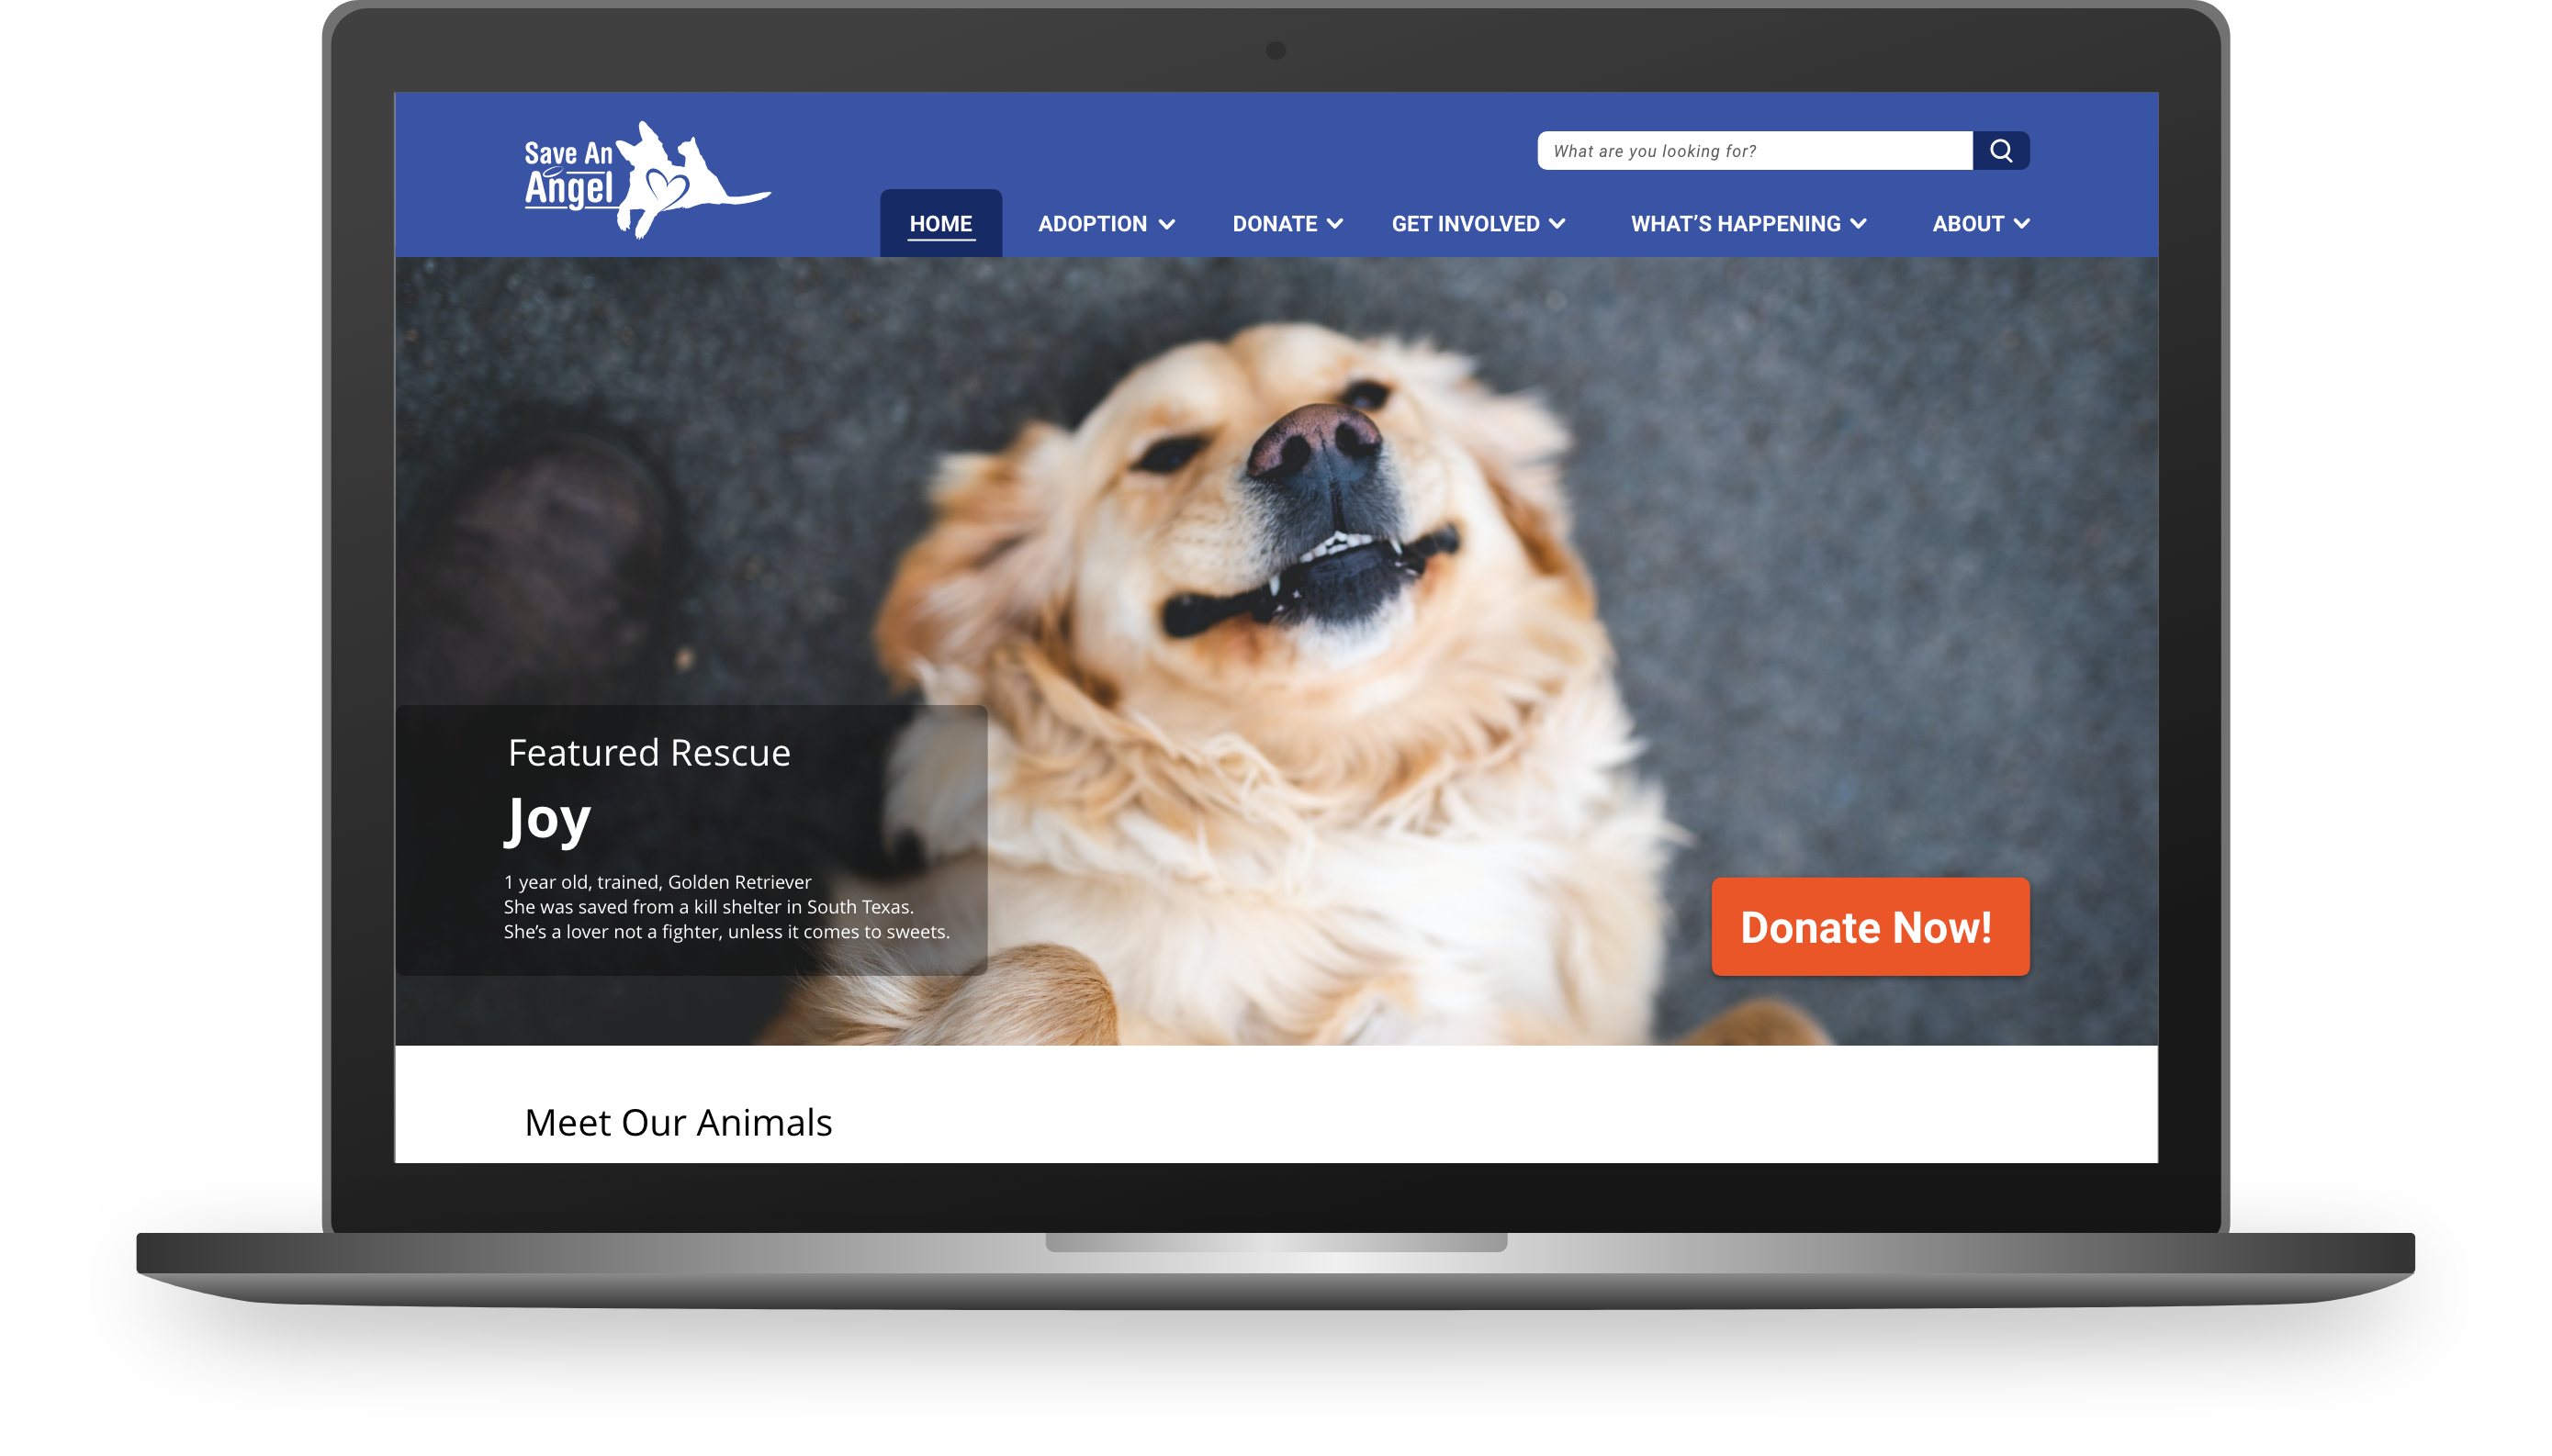 Save An
Angel
What are you looking for?
HOME
ADOPTION
DONATE
GET INVOLVED
WHAT’S HAPPENING
ABOUT
Featured Rescue
Joy
1 year old, trained, Golden Retriever
She was saved from a kill shelter in South Texas.
She’s a lover not a fighter, unless it comes to sweets.
Donate Now!
Meet Our Animals